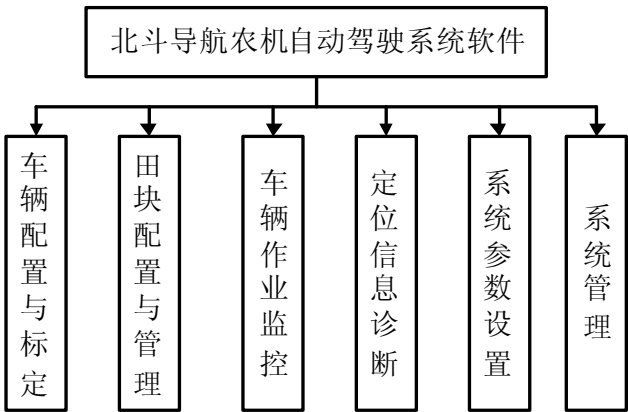 北斗导航农机自动驾驶系统软件
车辆配置与标定
田块配置与管理
车辆作业监控
定位信息诊断
系统参数设置
系统管理